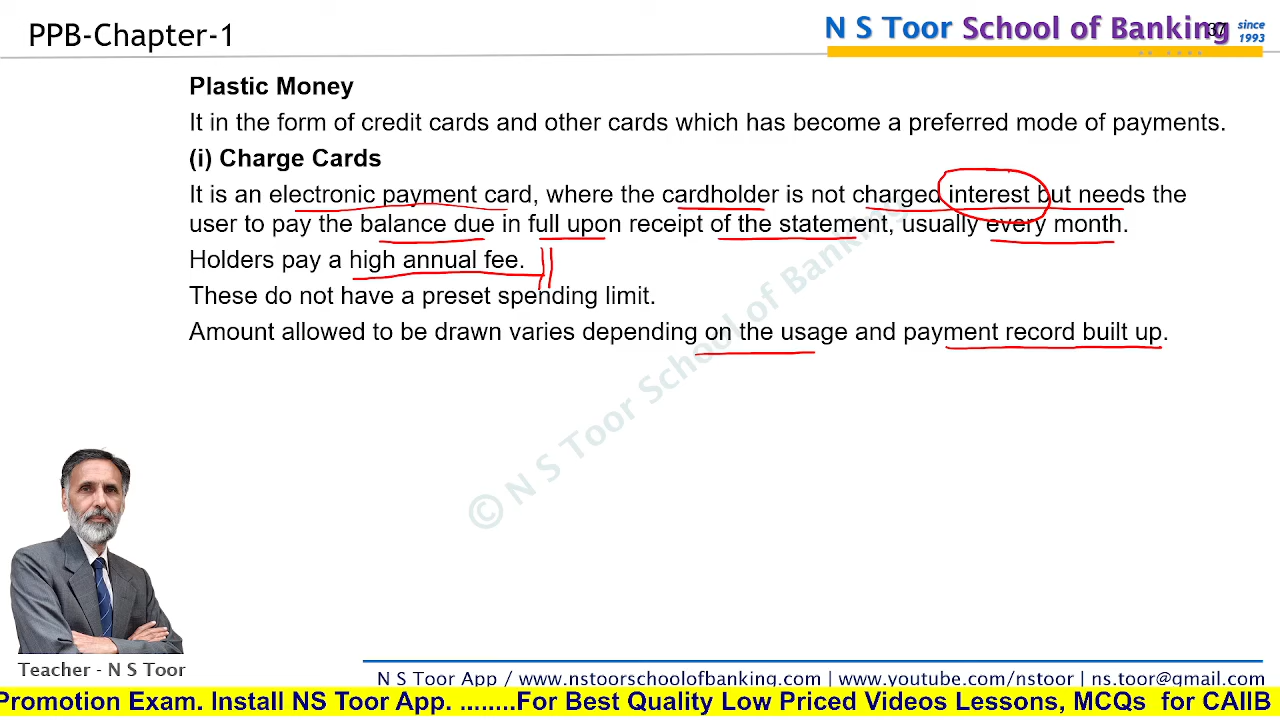 PPB-Chapter-1
N S Toor School of Banking
37
since
1993
Plastic Money
It in the form of credit cards and other cards which has become a preferred mode of payments.
(i) Charge Cards
It is an electronic payment card, where the cardholder is not charged interest but needs the
user to pay the balance due in full upon receipt of the statement, usually every month.
Holders pay a high annual fee.
These do not have a preset spending limit.
Amount allowed to be drawn varies depending on the usage and payment record built up.
© N S Toor School of Banking
Teacher - N S Toor
N S Toor App / www.nstoorschoolofbanking.com | www.youtube.com/nstoor | ns.toor@gmail.com
Promotion Exam. Install NS Toor App. ........For Best Quality Low Priced Videos Lessons, MCQs for CAIIB